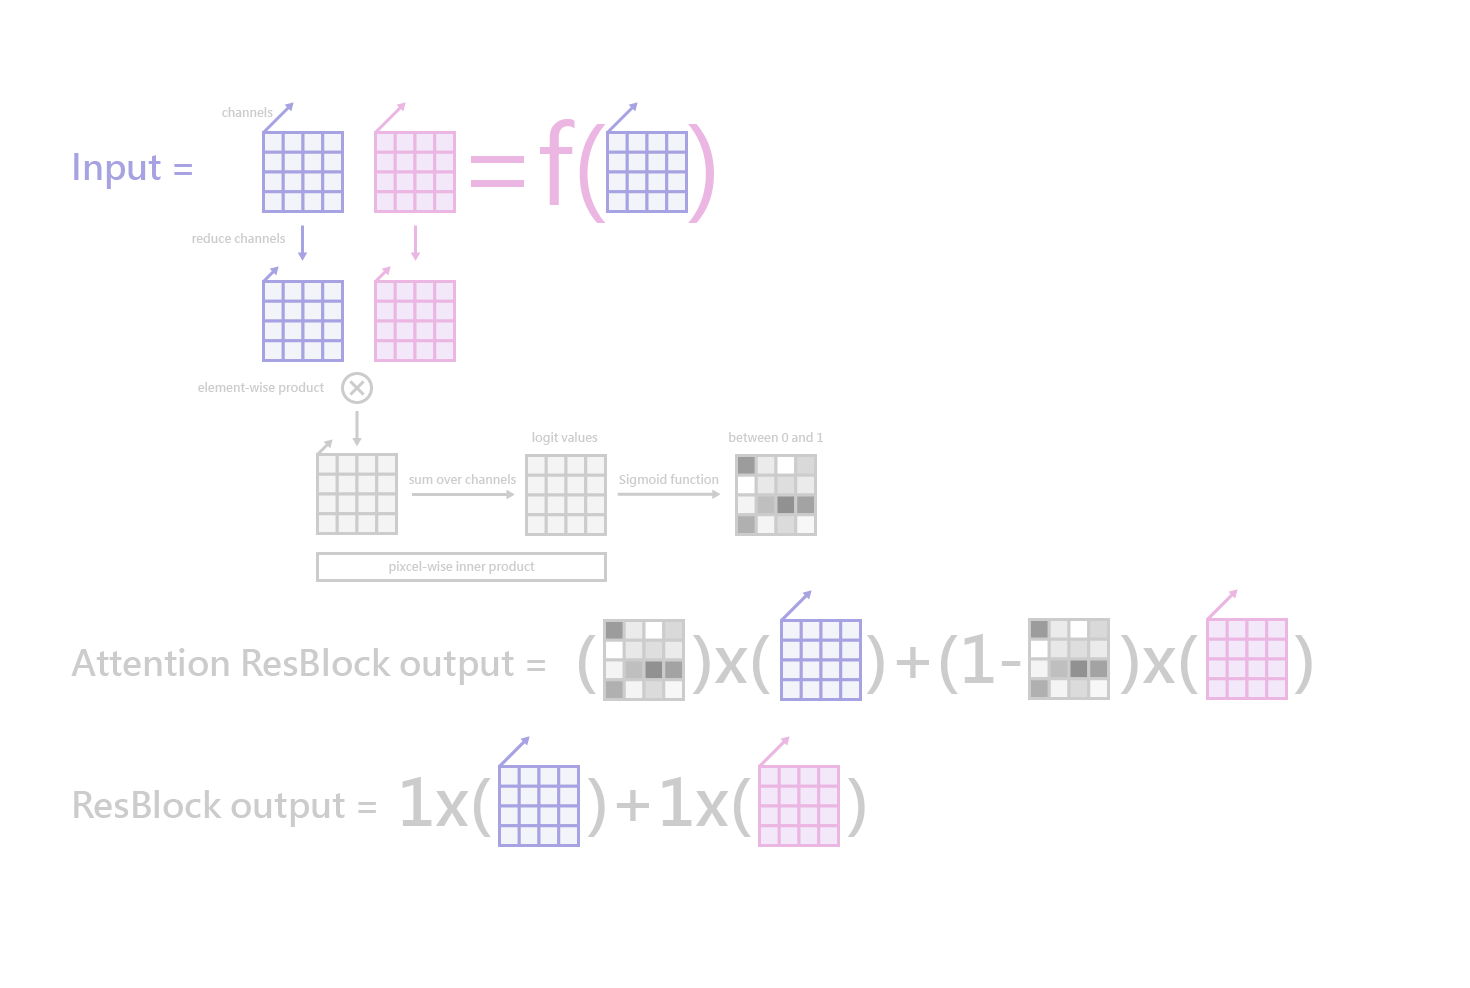 channels
Input =
= f( )
reduce channels
element-wise product
logit values
between 0 and 1
sum over channels
Sigmoid function
pixcel-wise inner product
Attention ResBlock output = ( )x( )+(1- )x( )
ResBlock output = 1x( )+1x( )